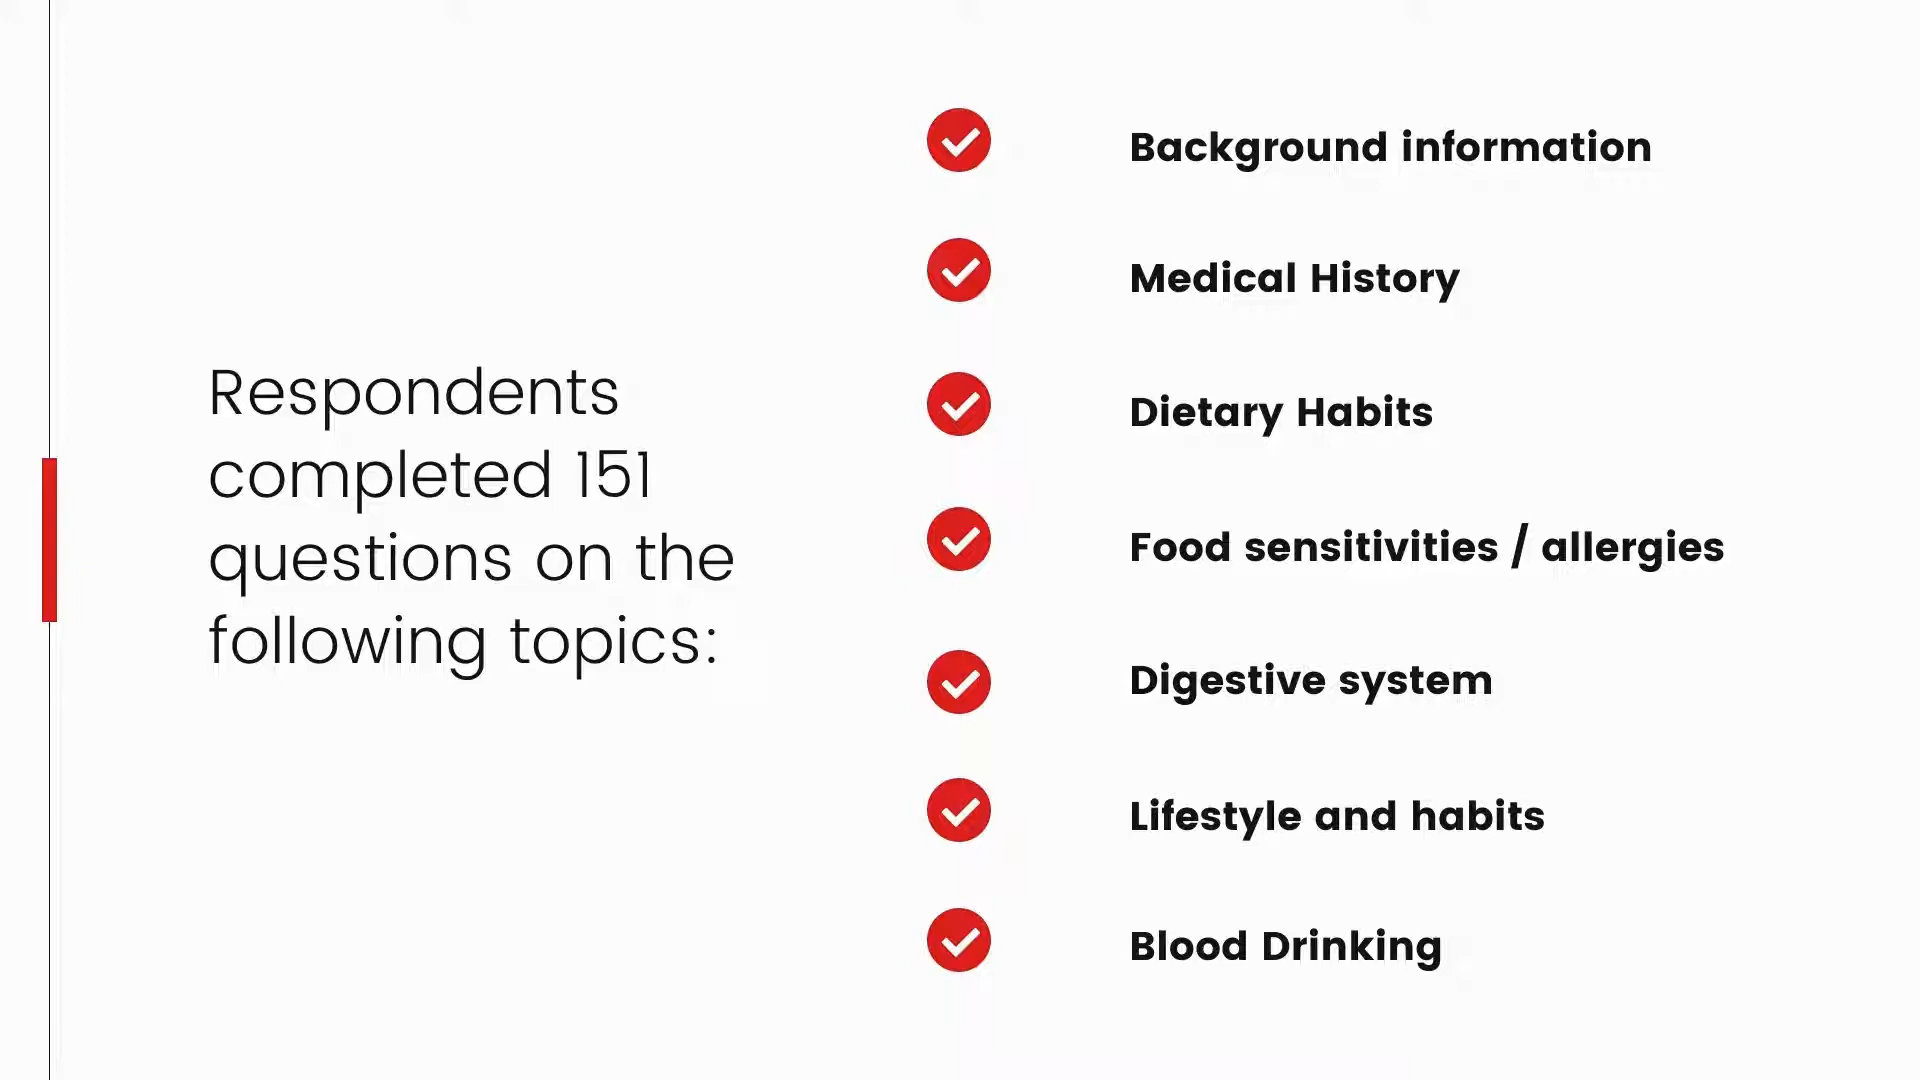 Respondents
completed 151
questions on the
following topics:
Background information
Medical History
Dietary Habits
Food sensitivities / allergies
Digestive system
Lifestyle and habits
Blood Drinking